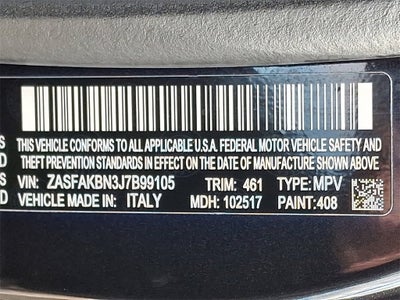 S THIS VEHICLE CONFORMS TO ALL APPLICABLE U.S.A. FEDERAL MOTOR VEHICLE SAFETY AND
D THEFT PREVENTION STANDARDS IN EFFECT ON THE DATE OF MANUFACTURE SHOWN ABOVE
S VIN: ZASFAKBN3J7B99105 TRIM: 461 TYPE: MPV
D VEHICLE MADE IN: ITALY MDH: 102517 PAINT: 408